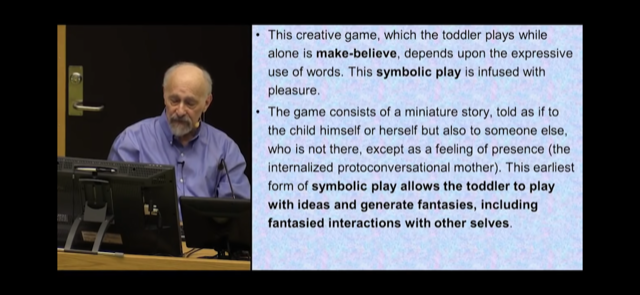 • This creative game, which the toddler plays while
alone is make-believe, depends upon the expressive
use of words. This symbolic play is infused with
pleasure.
• The game consists of a miniature story, told as if to
the child himself or herself but also to someone else,
who is not there, except as a feeling of presence (the
internalized protoconversational mother). This earliest
form of symbolic play allows the toddler to play
with ideas and generate fantasies, including
fantasied interactions with other selves.